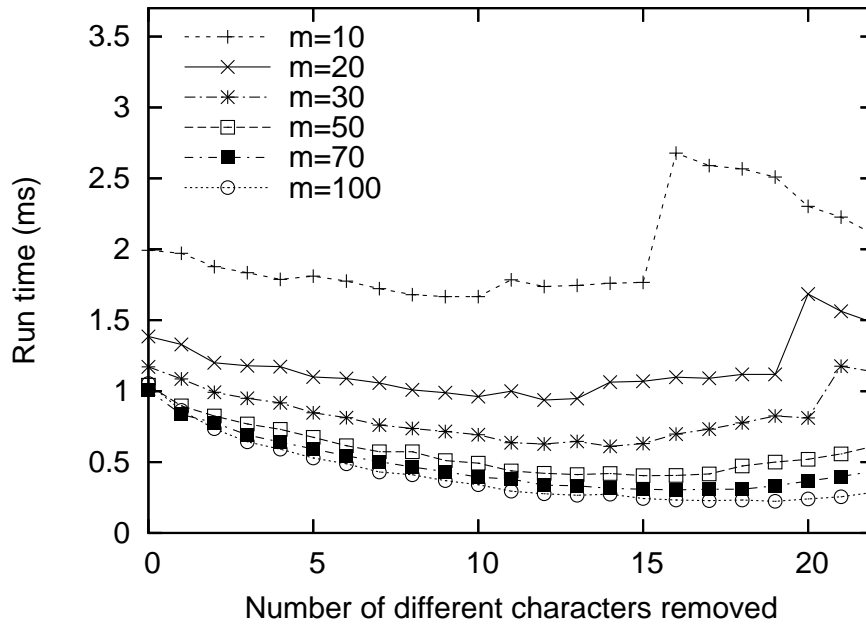 3.5
3
2.5
2
1.5
1
0.5
0
Run time (ms)
m=10
m=20
m=30
m=50
m=70
m=100
0 5 10 15 20
Number of different characters removed